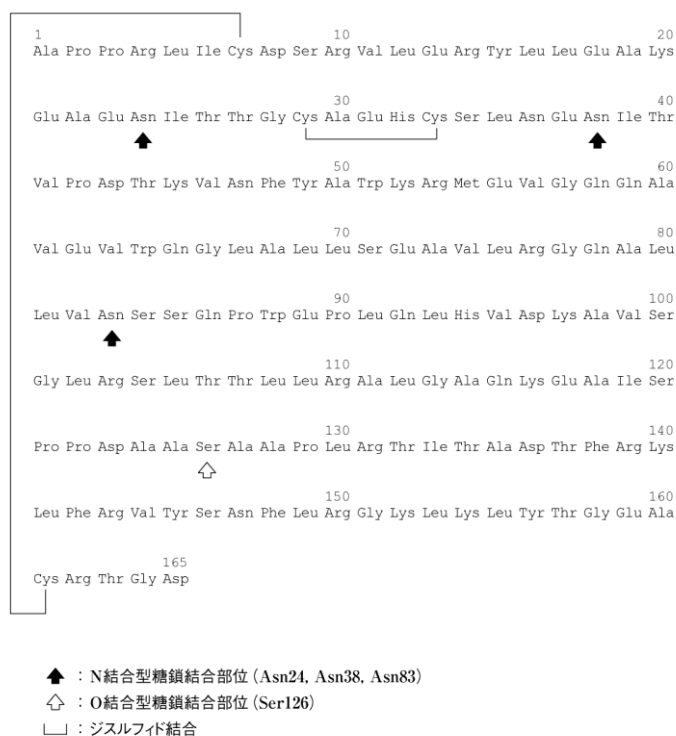 1 10 20
Ala Pro Pro Arg Leu Ile Cys Asp Ser Arg Val Leu Glu Arg Tyr Leu Leu Glu Ala Lys
30 40
Glu Ala Glu Asn Ile Thr Thr Gly Cys Ala Glu His Cys Ser Leu Asn Glu Asn Ile Thr
50 60
Val Pro Asp Thr Lys Val Asn Phe Tyr Ala Trp Lys Arg Met Glu Val Gly Gln Gln Ala
70 80
Val Glu Val Trp Gln Gly Leu Ala Leu Leu Ser Glu Ala Val Leu Arg Gly Gln Ala Leu
90 100
Leu Val Asn Ser Ser Gln Pro Trp Glu Pro Leu Gln Leu His Val Asp Lys Ala Val Ser
110 120
Gly Leu Arg Ser Leu Thr Thr Leu Leu Arg Ala Leu Gly Ala Gln Lys Glu Ala Ile Ser
130 140
Pro Pro Asp Ala Ala Ser Ala Ala Pro Leu Arg Thr Ile Thr Ala Asp Thr Phe Arg Lys
150 160
Leu Phe Arg Val Tyr Ser Asn Phe Leu Arg Gly Lys Leu Lys Leu Tyr Thr Gly Glu Ala
165
Cys Arg Thr Gly Asp
: N結合型糖鎖結合部位 (Asn24, Asn38, Asn83)
: O結合型糖鎖結合部位 (Ser126)
: ジスルフィド結合